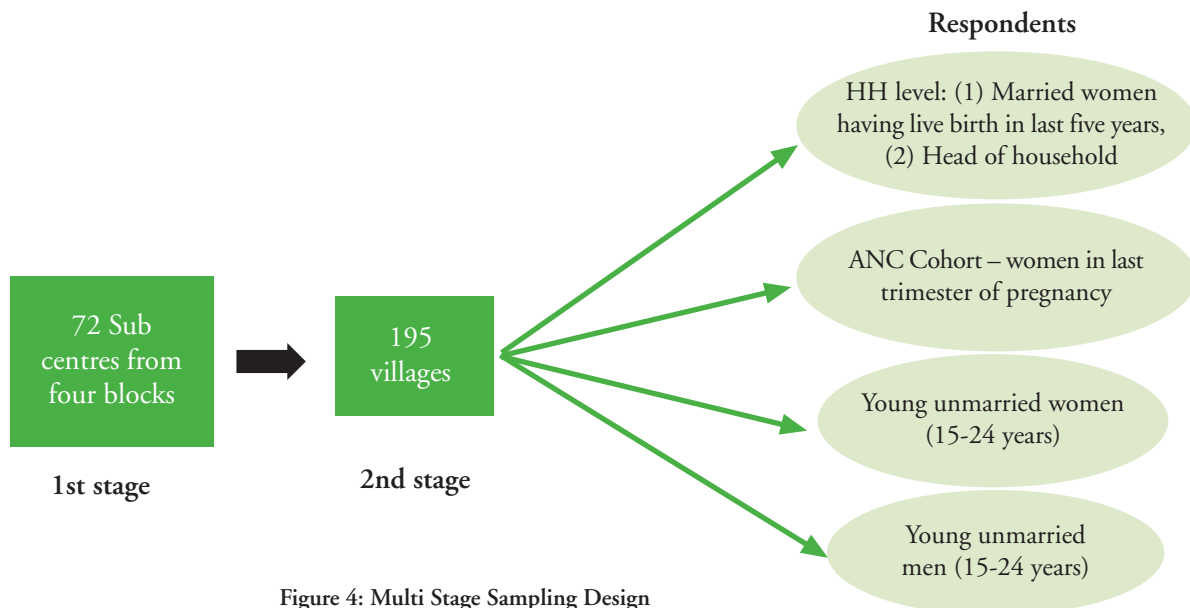 Respondents
HH level: (1) Married women
having live birth in last five years,
(2) Head of household
ANC Cohort – women in last
trimester of pregnancy
72 Sub
centres from
four blocks
195
villages
Young unmarried women
(15-24 years)
1st stage
2nd stage
Young unmarried
men (15-24 years)
Figure 4: Multi Stage Sampling Design